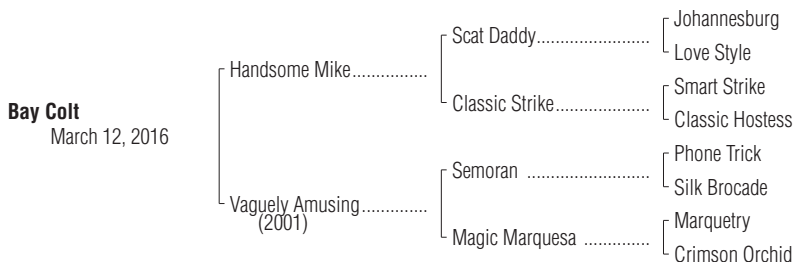 Johannesburg
Scat Daddy......................
Love Style
Handsome Mike...............
Smart Strike
Classic Strike..................
Classic Hostess
Bay Colt
March 12, 2016
Phone Trick
Semoran .......................
Silk Brocade
Vaguely Amusing.............
(2001)
Marquetry
Magic Marquesa .............
Crimson Orchid